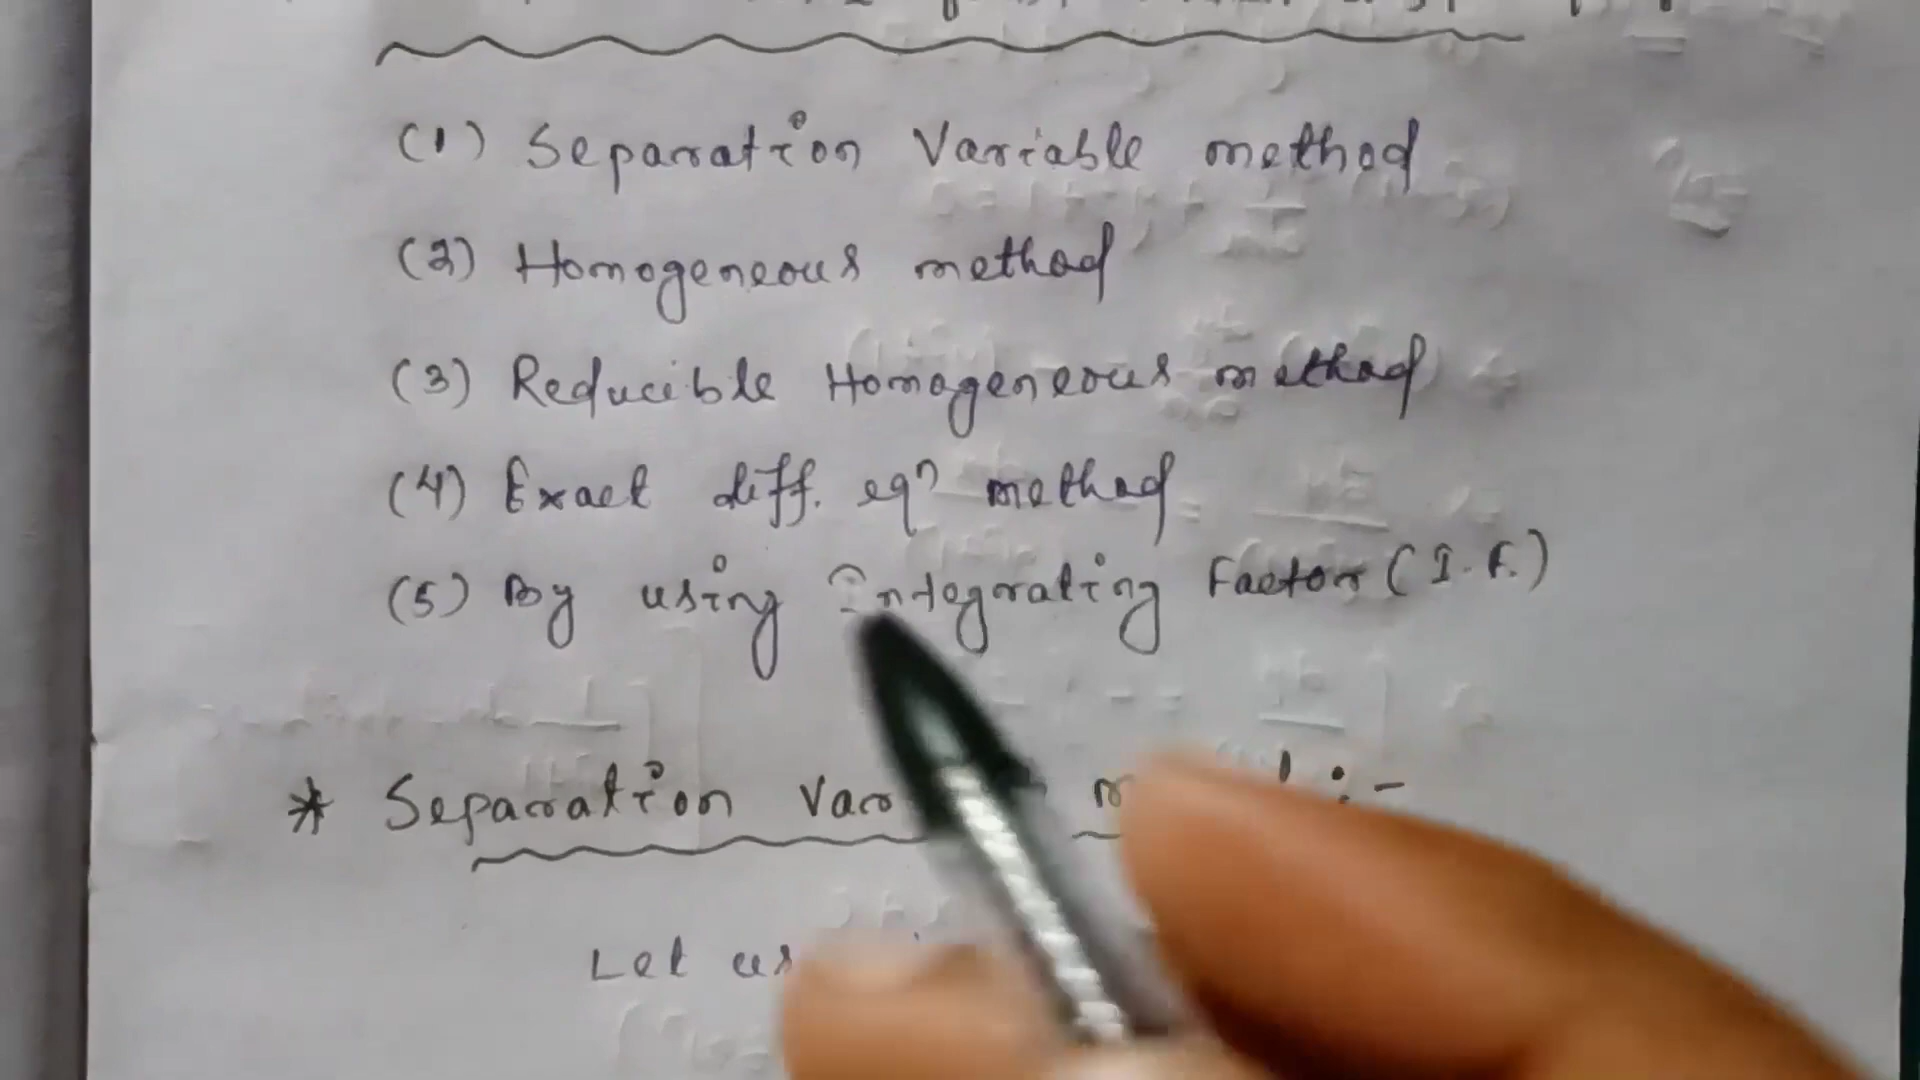 (1) Separation Variable method
(2) Homogeneous method
(3) Reducible Homogeneous method
(4) Exact diff. eqn method
(5) By using integrating Factor (I.F.)
* Separation :-
Let us